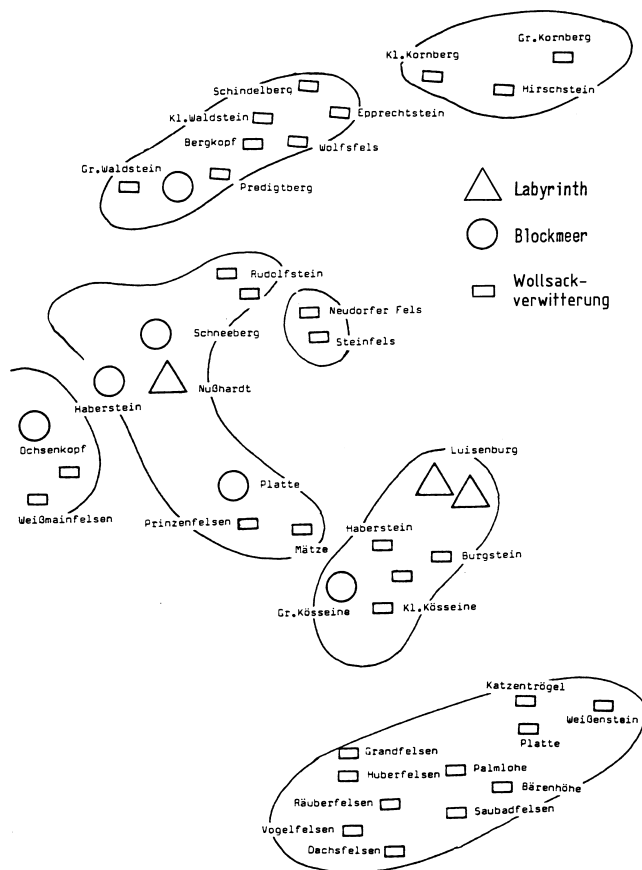 Gr.Kornberg
Kl.Kornberg
Hirschstein
Schindelberg
Kl.Waldstein
Epprechtstein
Bergkopf
Wolfsfels
Gr.Waldstein
Predigtberg
Labyrinth
Blockmeer
Wollsack-
verwitterung
Rudolfstein
Neudorfer Fels
Schneeberg
Steinfels
Nußhardt
Haberstein
Ochsenkopf
Luisenburg
Weißmainfelsen
Platte
Prinzenfelsen
Mätze
Haberstein
Burgstein
Gr.Kösseine
Kl.Kösseine
Katzentrögel
Weißenstein
Platte
Grandfelsen
Huberfelsen
Palmlohe
Bärenhöhe
Räuberfelsen
Saubadfelsen
Vogelfelsen
Dachsfelsen